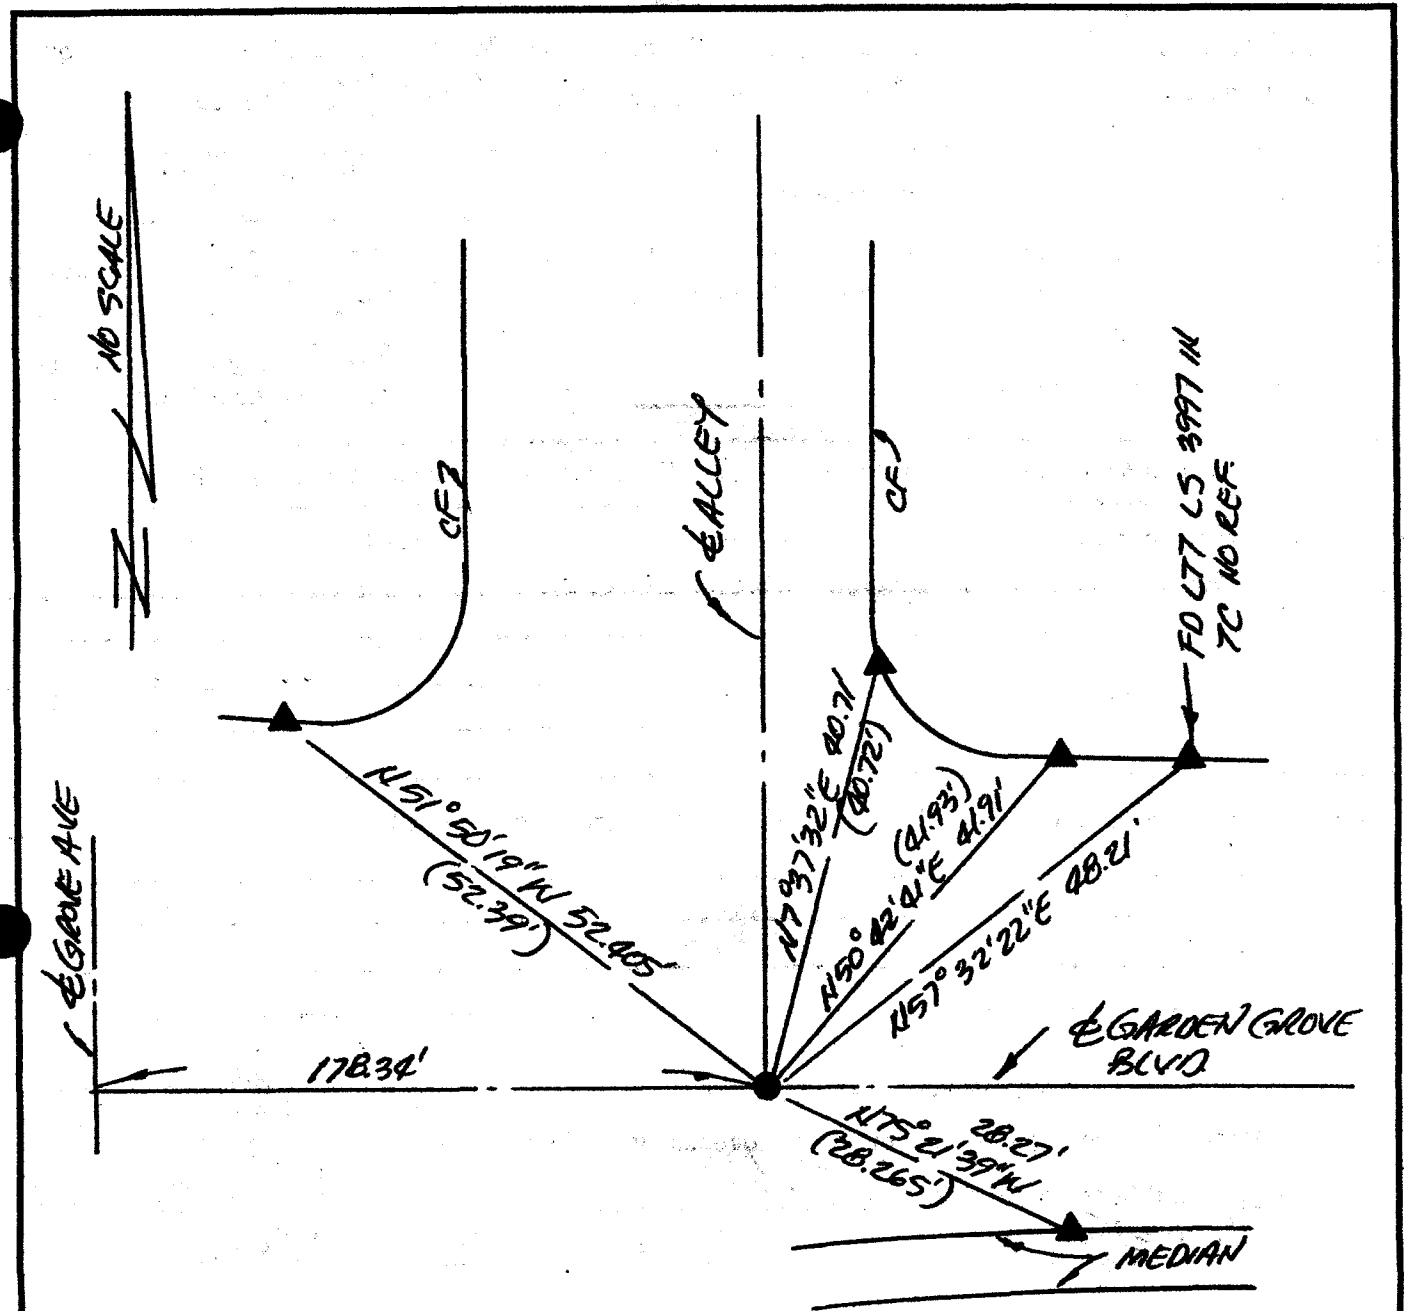 NO SCALE
N
CF
℄ ALLEY
CF
FD LT7 LS 3997 IN
TC NO REF.
N51°50'19"W 52.405'
(52.39')
N7°37'32"E 40.71'
(40.72')
(41.93')
N50°42'41"E 41.91'
N57°32'22"E 48.21'
℄ GROVE AVE
178.34'
℄ GARDEN GROVE
BLVD.
28.27'
N75°21'39"W
(28.265')
MEDIAN